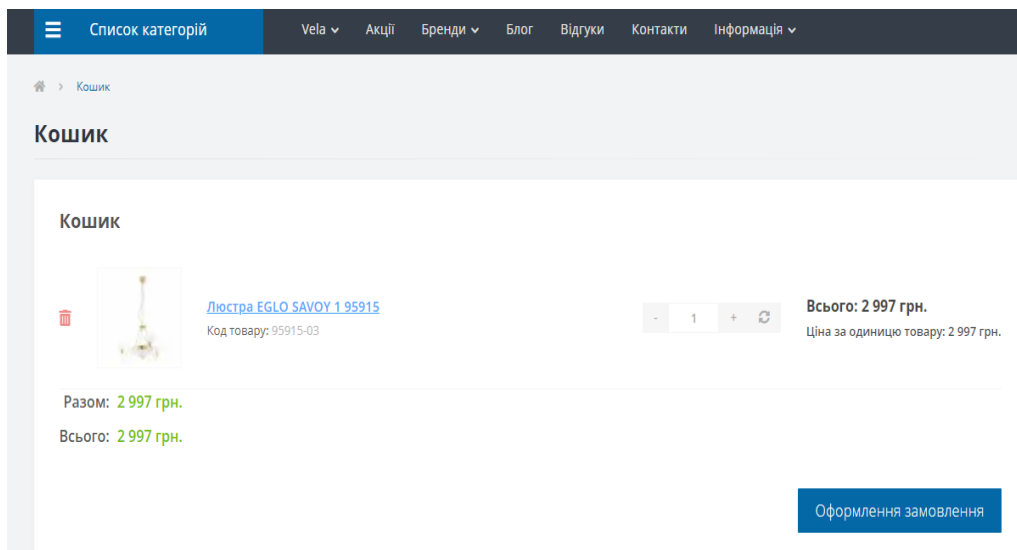 Список категорій Vela Акції Бренди Блог Відгуки Контакти Інформація
Кошик
Кошик
Кошик
Люстра EGLO SAVOY 1 95915
Код товару: 95915-03
- 1 +
Всього: 2 997 грн.
Ціна за одиницю товару: 2 997 грн.
Разом: 2 997 грн.
Всього: 2 997 грн.
Оформлення замовлення